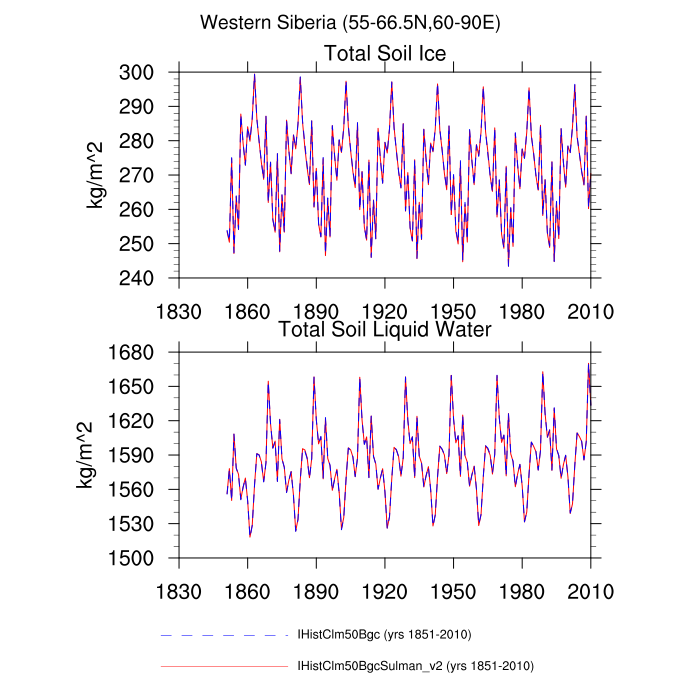 Western Siberia (55-66.5N,60-90E)
Total Soil Ice
300
290
280
270
260
250
240
kg/m^2
1830 1860 1890 1920 1950 1980 2010
Total Soil Liquid Water
1680
1650
1620
1590
1560
1530
1500
kg/m^2
1830 1860 1890 1920 1950 1980 2010
IHistClm50Bgc (yrs 1851-2010)
IHistClm50BgcSulman_v2 (yrs 1851-2010)